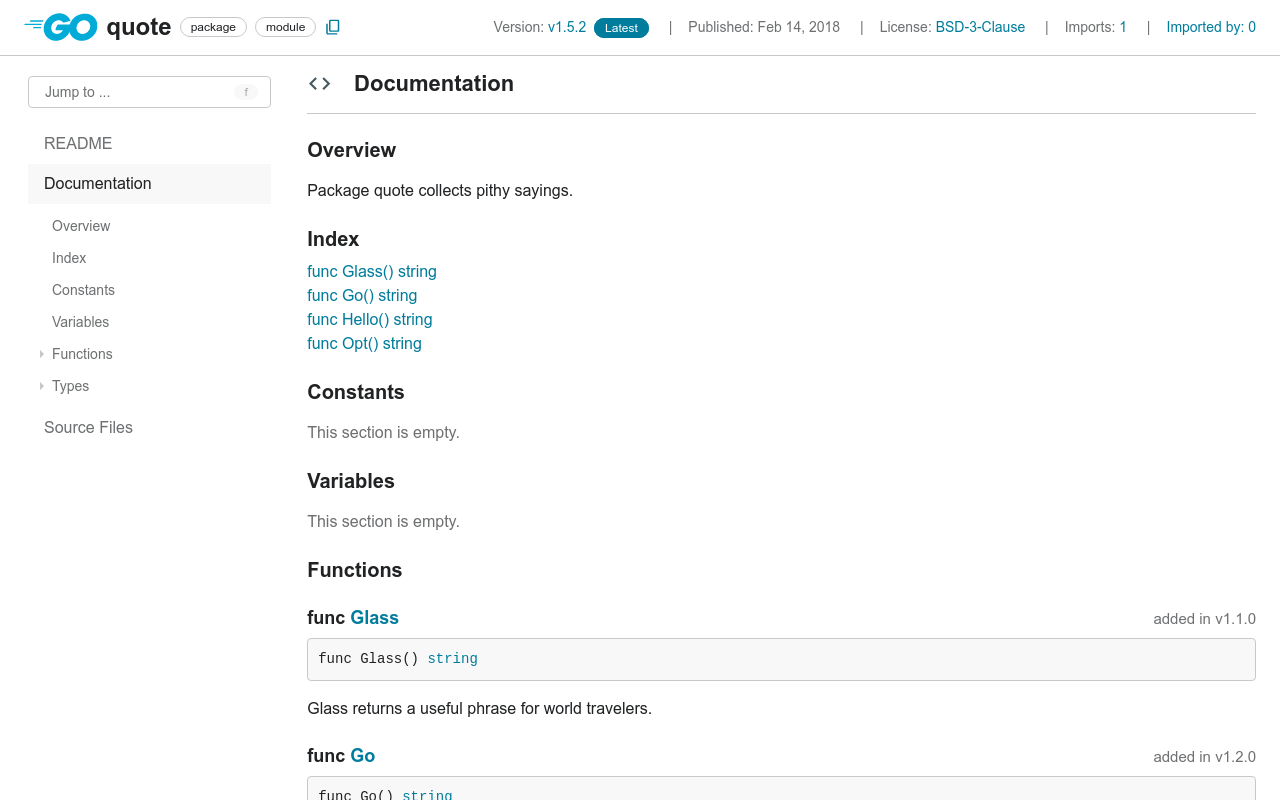 GO quote package module
Version: v1.5.2 Latest | Published: Feb 14, 2018 | License: BSD-3-Clause | Imports: 1 | Imported by: 0
Jump to ... f
README
Documentation
Overview
Index
Constants
Variables
Functions
Types
Source Files
Documentation
Overview
Package quote collects pithy sayings.
Index
func Glass() string
func Go() string
func Hello() string
func Opt() string
Constants
This section is empty.
Variables
This section is empty.
Functions
func Glass added in v1.1.0
func Glass() string
Glass returns a useful phrase for world travelers.
func Go added in v1.2.0
func Go() string